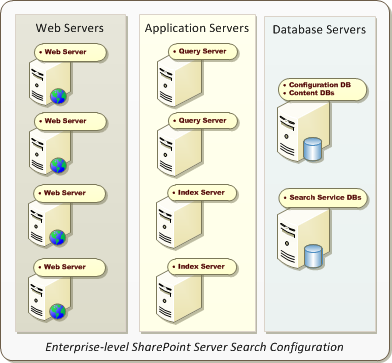 Web Servers
• Web Server
• Web Server
• Web Server
• Web Server
Application Servers
• Query Server
• Query Server
• Index Server
• Index Server
Database Servers
• Configuration DB
• Content DBs
• Search Service DBs
Enterprise-level SharePoint Server Search Configuration